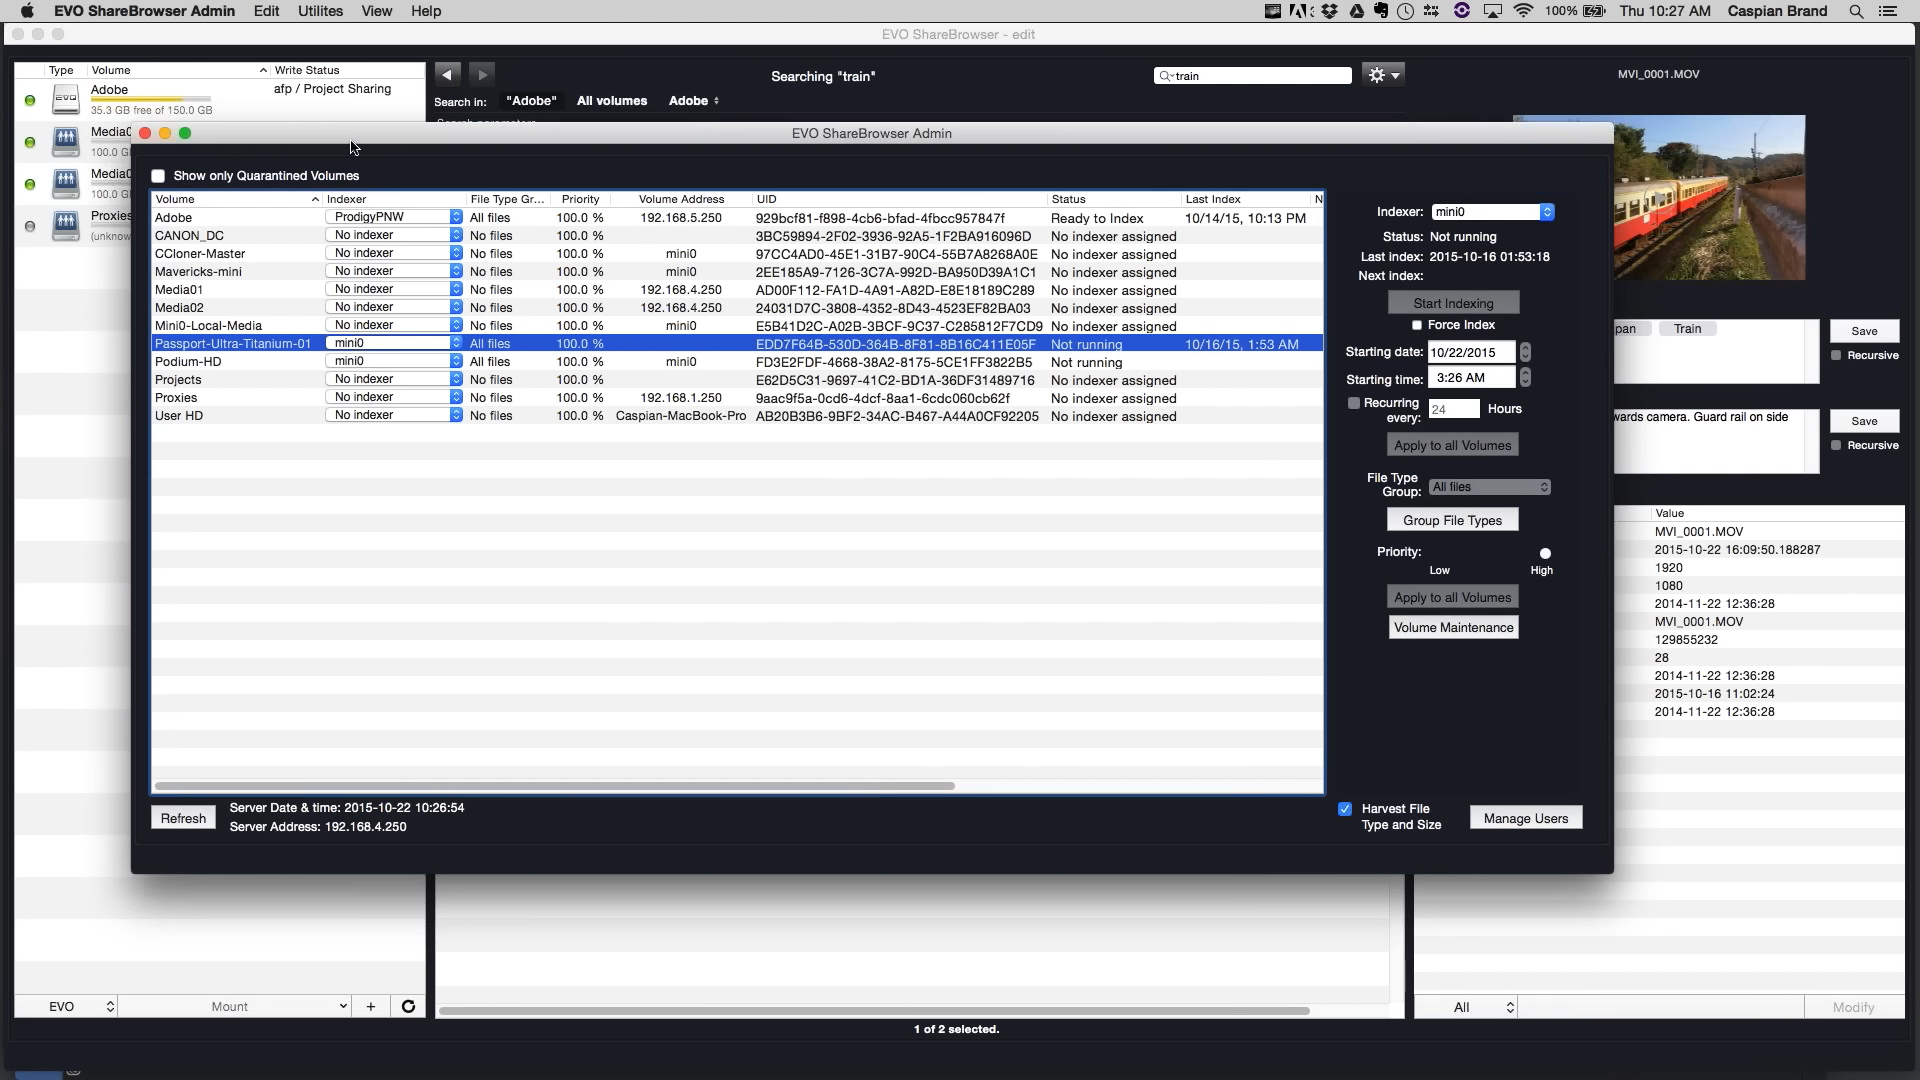 EVO ShareBrowser Admin Edit Utilites View Help 100% Thu 10:27 AM Caspian Brand
EVO ShareBrowser - edit
Type Volume Write Status
Adobe afp / Project Sharing
35.3 GB free of 150.0 GB
100.0
100.0
Proxies
Searching "train"
train
Search in: "Adobe" All volumes Adobe
MVI_0001.MOV
EVO ShareBrowser Admin
Show only Quarantined Volumes
Volume Indexer File Type Gr... Priority Volume Address UID Status Last Index N
Adobe ProdigyPNW All files 100.0 % 192.168.5.250 929bcf81-f898-4cb6-bfad-4fbcc957847f Ready to Index 10/14/15, 10:13 PM
CANON_DC No indexer No files 100.0 % 3BC59894-2F02-3936-92A5-1F2BA916096D No indexer assigned
CCloner-Master No indexer No files 100.0 % mini0 97CC4AD0-45E1-31B7-90C4-55B7A8268A0E No indexer assigned
Mavericks-mini No indexer No files 100.0 % mini0 2EE185A9-7126-3C7A-992D-BA950D39A1C1 No indexer assigned
Media01 No indexer No files 100.0 % 192.168.4.250 AD00F112-FA1D-4A91-A82D-E8E18189C289 No indexer assigned
Media02 No indexer No files 100.0 % 192.168.4.250 24031D7C-3808-4352-8D43-4523EF82BA03 No indexer assigned
Mini0-Local-Media No indexer No files 100.0 % mini0 E5B41D2C-A02B-3BCF-9C37-C285812F7CD9 No indexer assigned
Passport-Ultra-Titanium-01 mini0 All files 100.0 % EDD7F64B-530D-364B-8F81-8B16C411E05F Not running 10/16/15, 1:53 AM
Podium-HD mini0 All files 100.0 % mini0 FD3E2FDF-4668-38A2-8175-5CE1FF3822B5 Not running
Projects No indexer No files 100.0 % E62D5C31-9697-41C2-BD1A-36DF31489716 No indexer assigned
Proxies No indexer No files 100.0 % 192.168.1.250 9aac9f5a-0cd6-4dcf-8aa1-6cdc060cb62f No indexer assigned
User HD No indexer No files 100.0 % Caspian-MacBook-Pro AB20B3B6-9BF2-34AC-B467-A44A0CF92205 No indexer assigned
Refresh
Server Date & time: 2015-10-22 10:26:54
Server Address: 192.168.4.250
Indexer: mini0
Status: Not running
Last index: 2015-10-16 01:53:18
Next index:
Start Indexing
Force Index
Starting date: 10/22/2015
Starting time: 3:26 AM
Recurring every: 24 Hours
Apply to all Volumes
File Type Group: All files
Group File Types
Priority:
Low High
Apply to all Volumes
Volume Maintenance
Harvest File
Type and Size
Manage Users
pan Train Save
Recursive
wards camera. Guard rail on side Save
Recursive
Value
MVI_0001.MOV
2015-10-22 16:09:50.188287
1920
1080
2014-11-22 12:36:28
MVI_0001.MOV
129855232
28
2014-11-22 12:36:28
2015-10-16 11:02:24
2014-11-22 12:36:28
EVO Mount +
All Modify
1 of 2 selected.